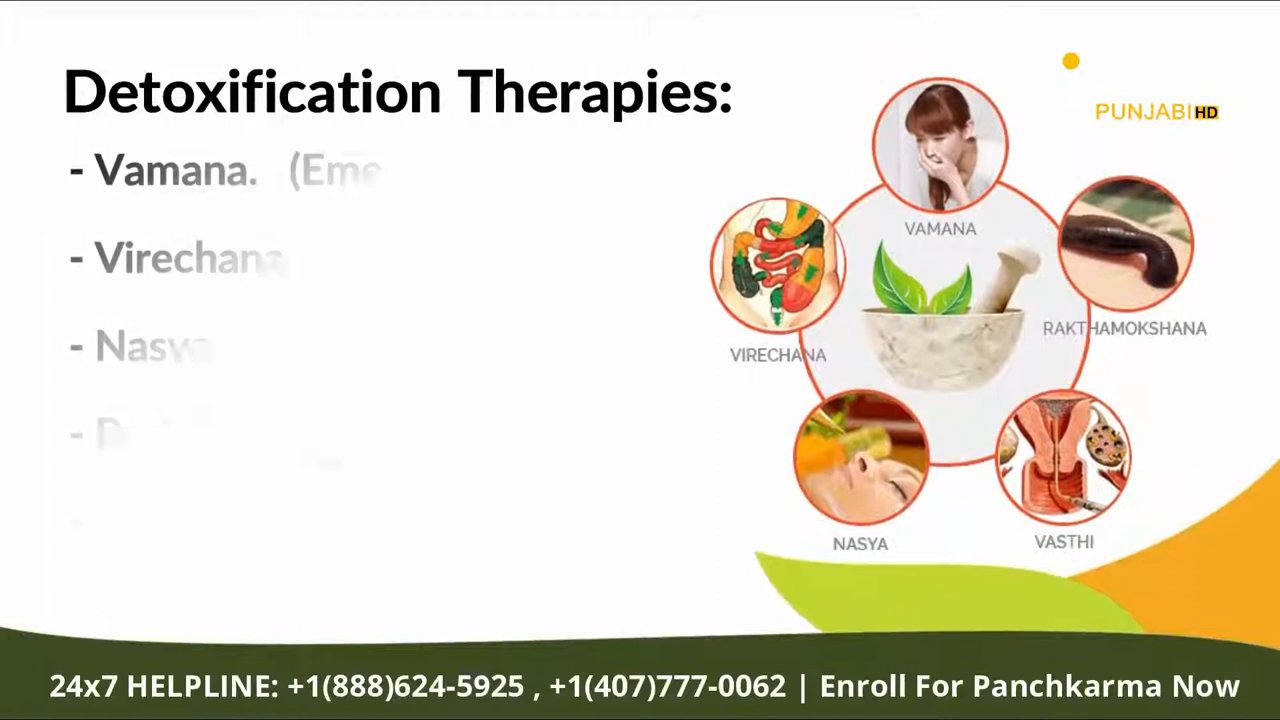 Detoxification Therapies:
- Vamana. (Eme
- Virechana
- Nasya
PUNJABI HD
VAMANA
RAKTHAMOKSHANA
VIRECHANA
NASYA
VASTHI
24x7 HELPLINE: +1(888)624-5925 , +1(407)777-0062 | Enroll For Panchkarma Now